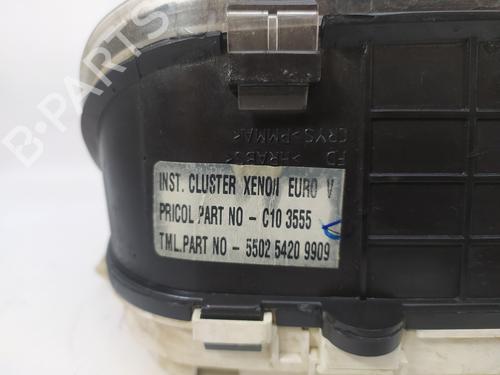 B-PARTS
FD >HRABS<
CRYS>PMMA<
INST. CLUSTER XENON EURO V
PRICOL PART NO - C10 3555
TML.PART NO - 5502 5420 9909